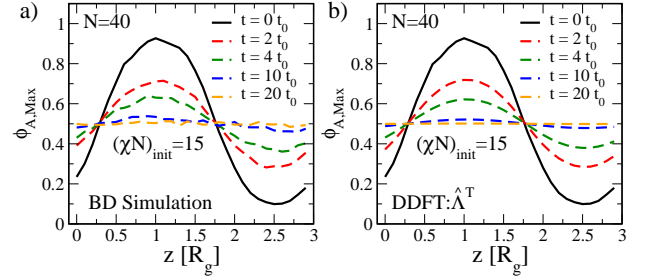 a)
N=40
t = 0 t₀
t = 2 t₀
t = 4 t₀
t = 10 t₀
t = 20 t₀
(χN)init=15
BD Simulation
ϕA,Max
1
0.8
0.6
0.4
0.2
0
0 0.5 1 1.5 2 2.5 3
z [Rg]
b)
N=40
t = 0 t₀
t = 2 t₀
t = 4 t₀
t = 10 t₀
t = 20 t₀
(χN)init=15
DDFT:Λ̂ᵀ
ϕA,Max
1
0.8
0.6
0.4
0.2
0
0 0.5 1 1.5 2 2.5 3
z [Rg]